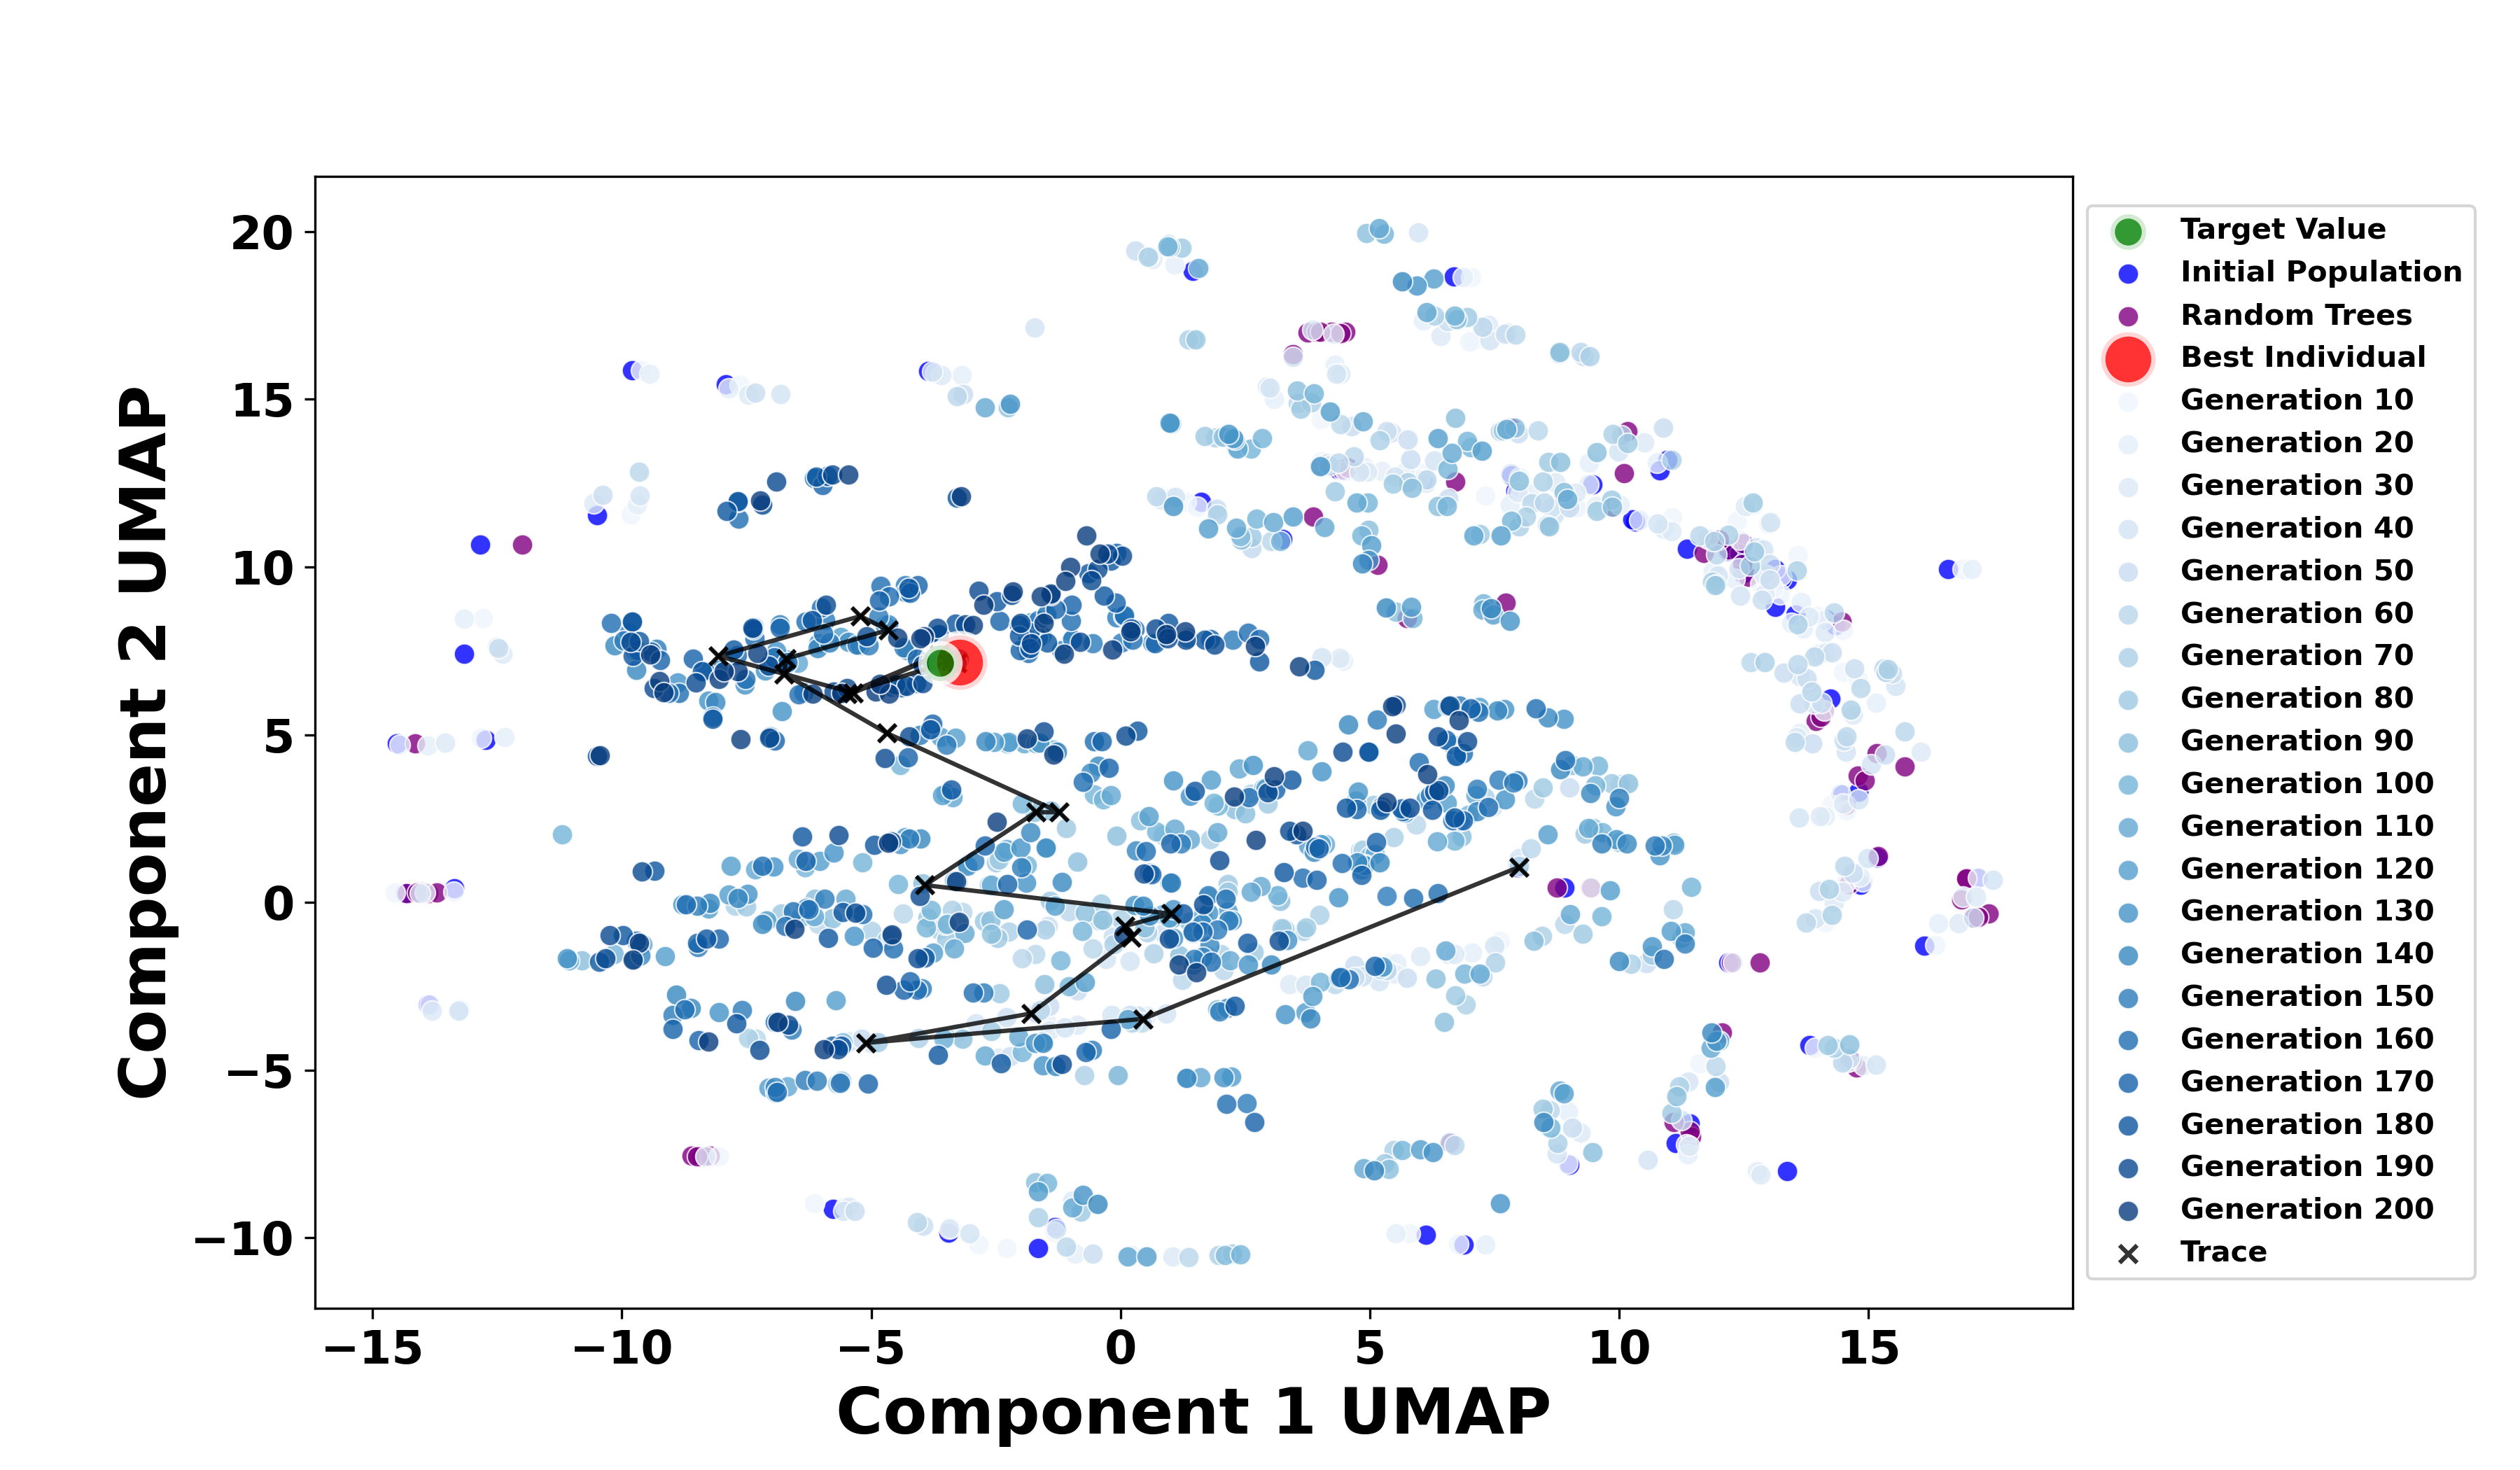 20
15
10
5
0
−5
−10
Component 2 UMAP
−15
−10
−5
0
5
10
15
Component 1 UMAP
Target Value
Initial Population
Random Trees
Best Individual
Generation 10
Generation 20
Generation 30
Generation 40
Generation 50
Generation 60
Generation 70
Generation 80
Generation 90
Generation 100
Generation 110
Generation 120
Generation 130
Generation 140
Generation 150
Generation 160
Generation 170
Generation 180
Generation 190
Generation 200
Trace